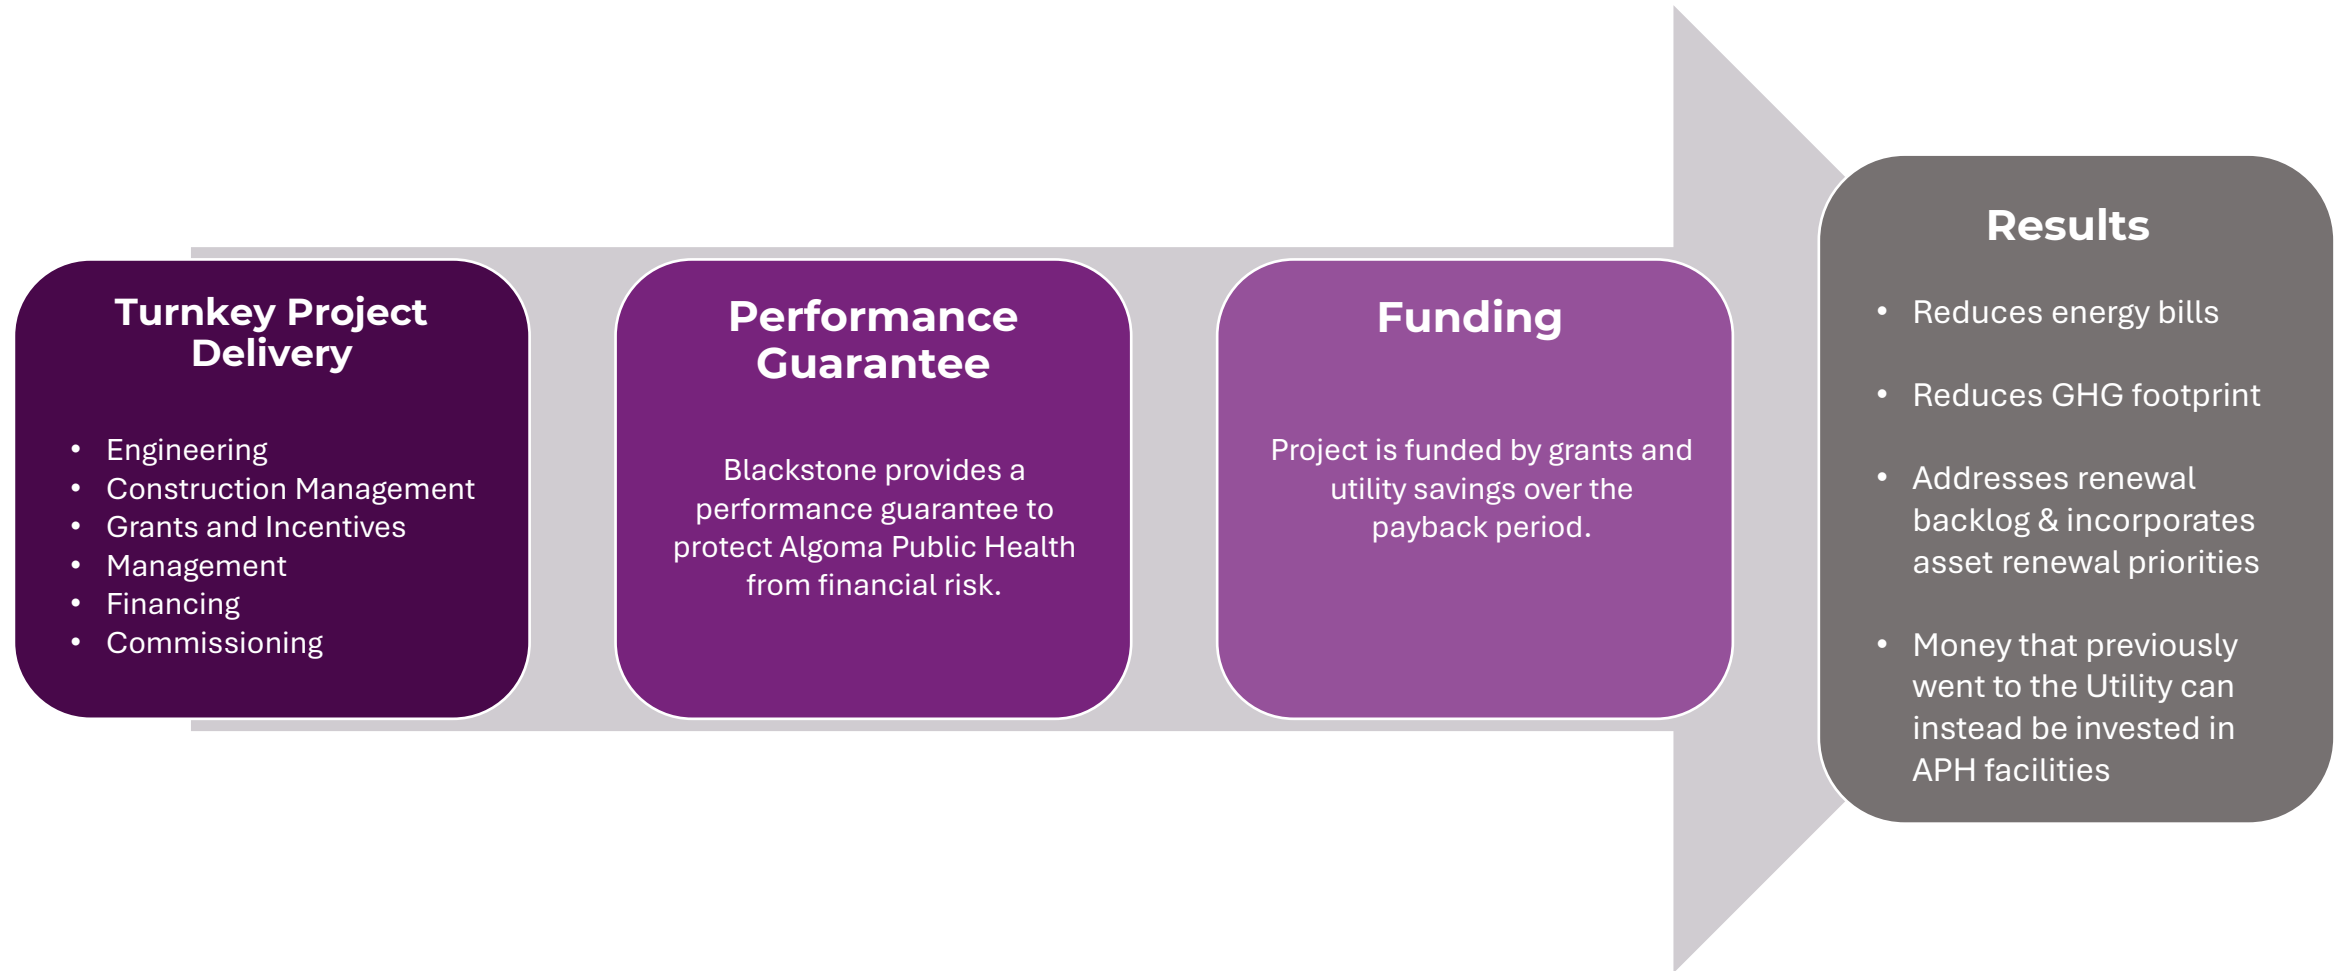 Turnkey Project
Delivery
• Engineering
• Construction Management
• Grants and Incentives
• Management
• Financing
• Commissioning
Performance
Guarantee
Blackstone provides a
performance guarantee to
protect Algoma Public Health
from financial risk.
Funding
Project is funded by grants and
utility savings over the
payback period.
Results
• Reduces energy bills
• Reduces GHG footprint
• Addresses renewal
backlog & incorporates
asset renewal priorities
• Money that previously
went to the Utility can
instead be invested in
APH facilities